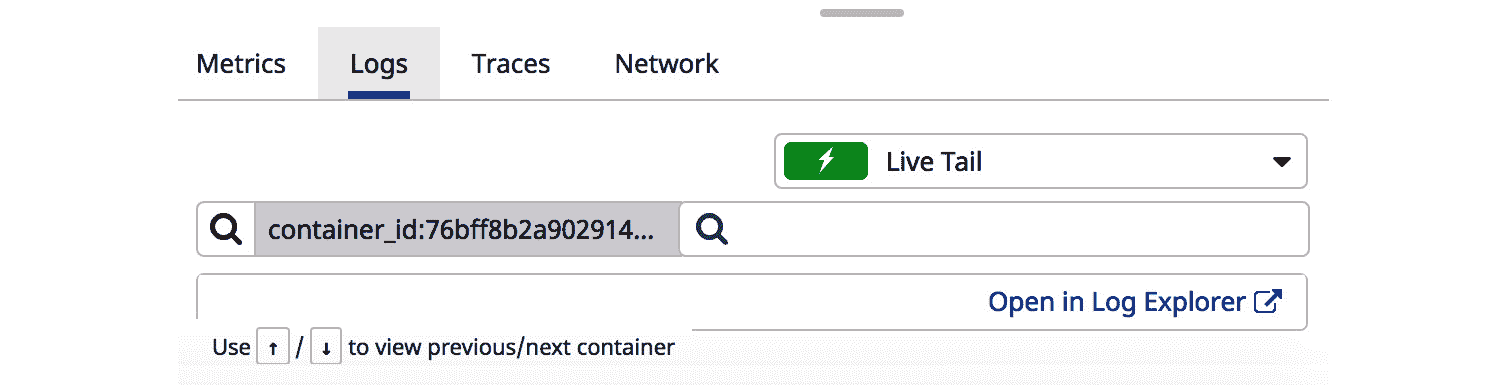 Metrics Logs Traces Network
Live Tail
container_id:76bff8b2a902914...
Open in Log Explorer
Use ↑ / ↓ to view previous/next container